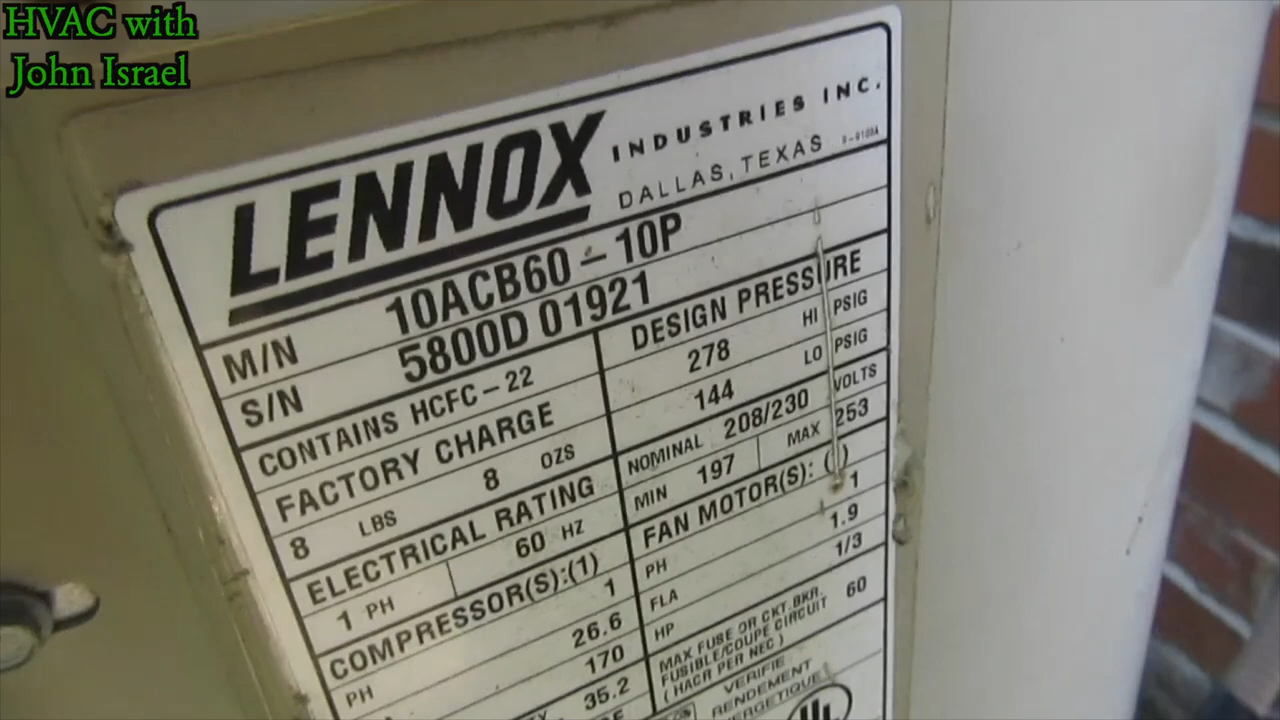 HVAC with
John Israel
LENNOX INDUSTRIES INC.
DALLAS, TEXAS
M/N 10ACB60-10P
S/N 5800D 01921
CONTAINS HCFC-22
FACTORY CHARGE
8 LBS 8 OZS
ELECTRICAL RATING
1 PH 60 HZ
COMPRESSOR(S):(1)
PH 1
26.6
170
35.2
DESIGN PRESSURE
278 HI PSIG
144 LO PSIG
NOMINAL 208/230 VOLTS
MIN 197 MAX 253
FAN MOTOR(S): ( )
PH 1
FLA 1.9
HP 1/3
MAX FUSE OR CKT.BKR. 60
FUSIBLE/COUPE CIRCUIT
(HACR PER NEC)
VERIFIE
RENDEMENT
UL